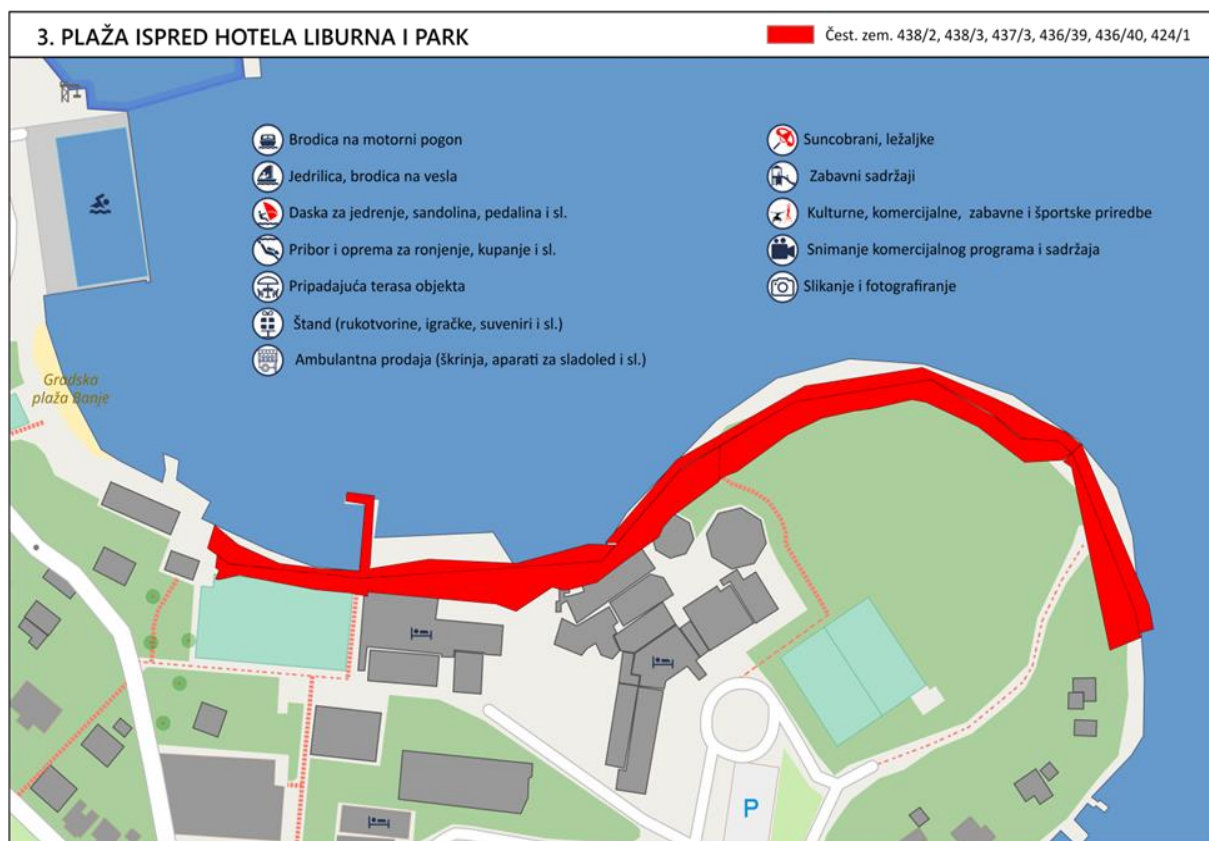 3. PLAŽA ISPRED HOTELA LIBURNA I PARK
Čest. zem. 438/2, 438/3, 437/3, 436/39, 436/40, 424/1
Brodica na motorni pogon
Jedrilica, brodica na vesla
Daska za jedrenje, sandolina, pedalina i sl.
Pribor i oprema za ronjenje, kupanje i sl.
Pripadajuća terasa objekta
Štand (rukotvorine, igračke, suveniri i sl.)
Ambulantna prodaja (škrinja, aparati za sladoled i sl.)
Suncobrani, ležaljke
Zabavni sadržaji
Kulturne, komercijalne, zabavne i športske priredbe
Snimanje komercijalnog programa i sadržaja
Slikanje i fotografiranje
Gradska
plaža Banje
P